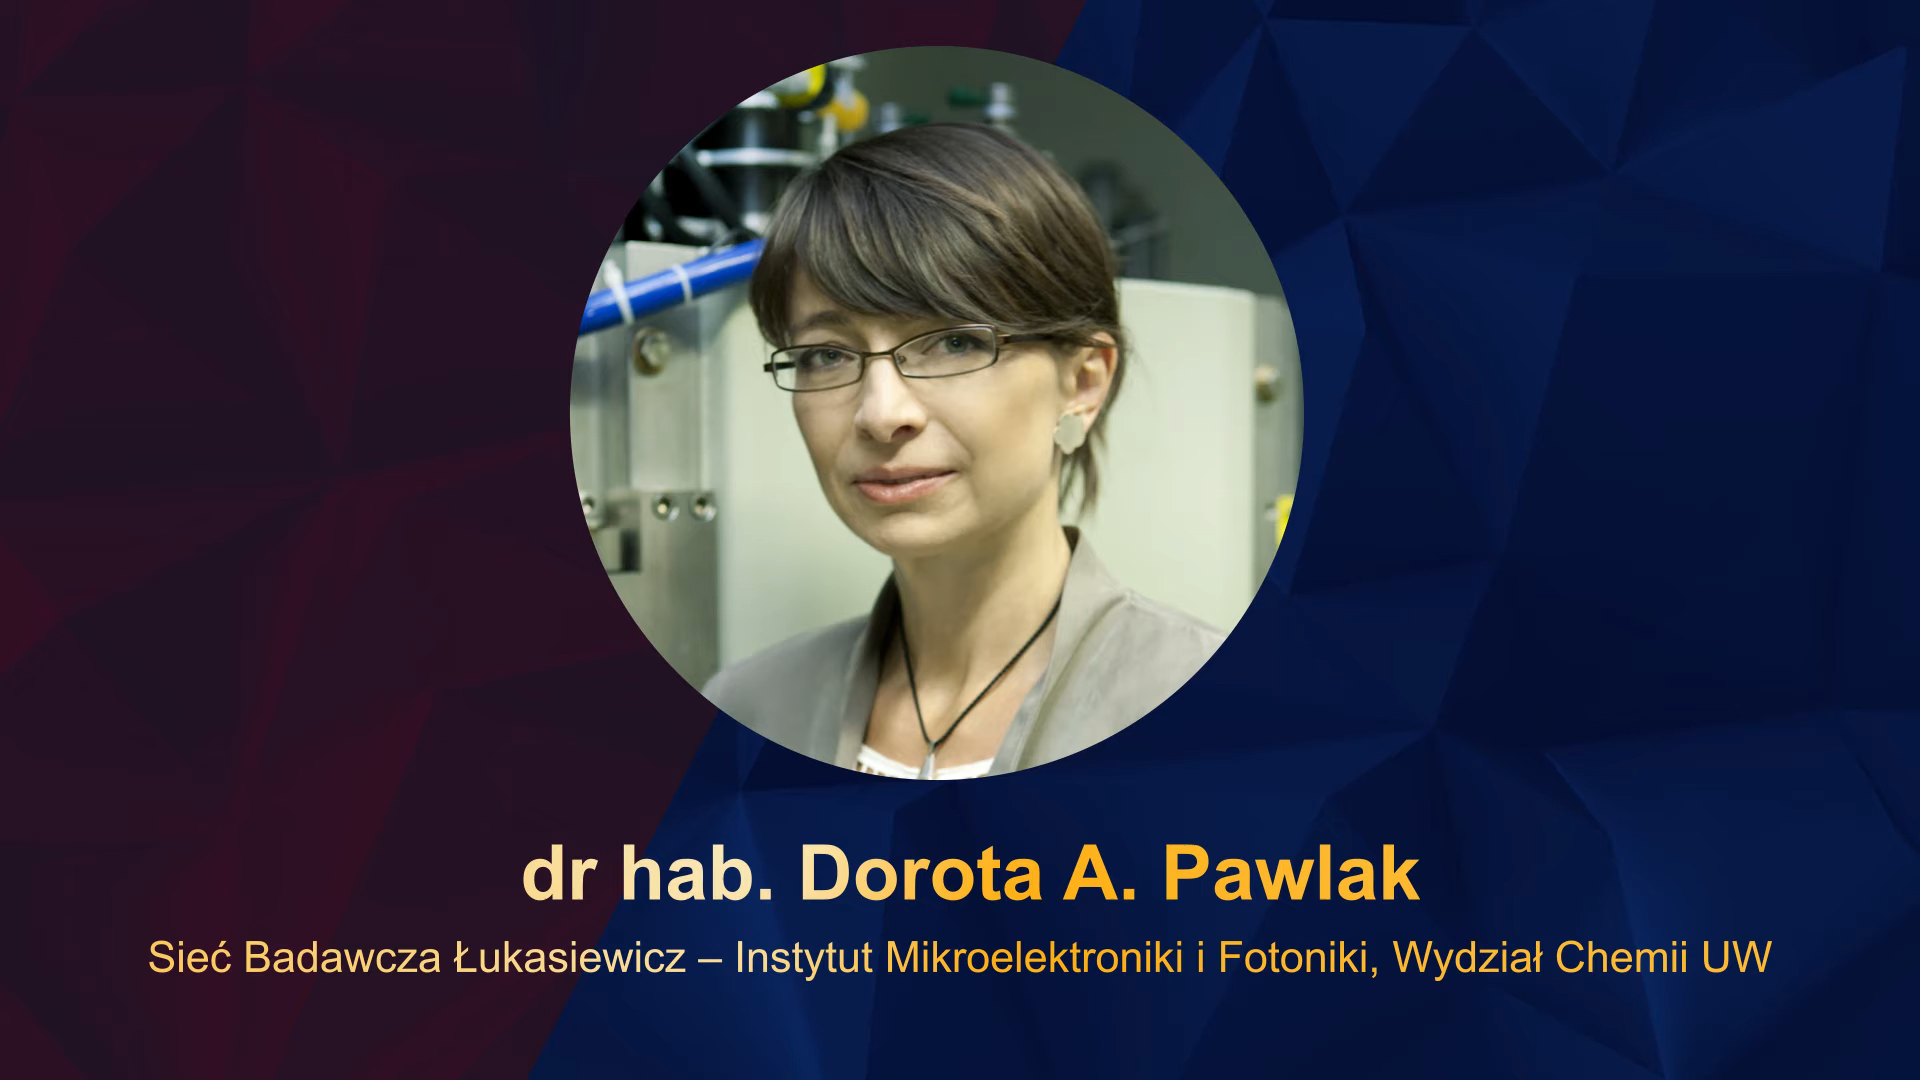 dr hab. Dorota A. Pawlak
Sieć Badawcza Łukasiewicz – Instytut Mikroelektroniki i Fotoniki, Wydział Chemii UW